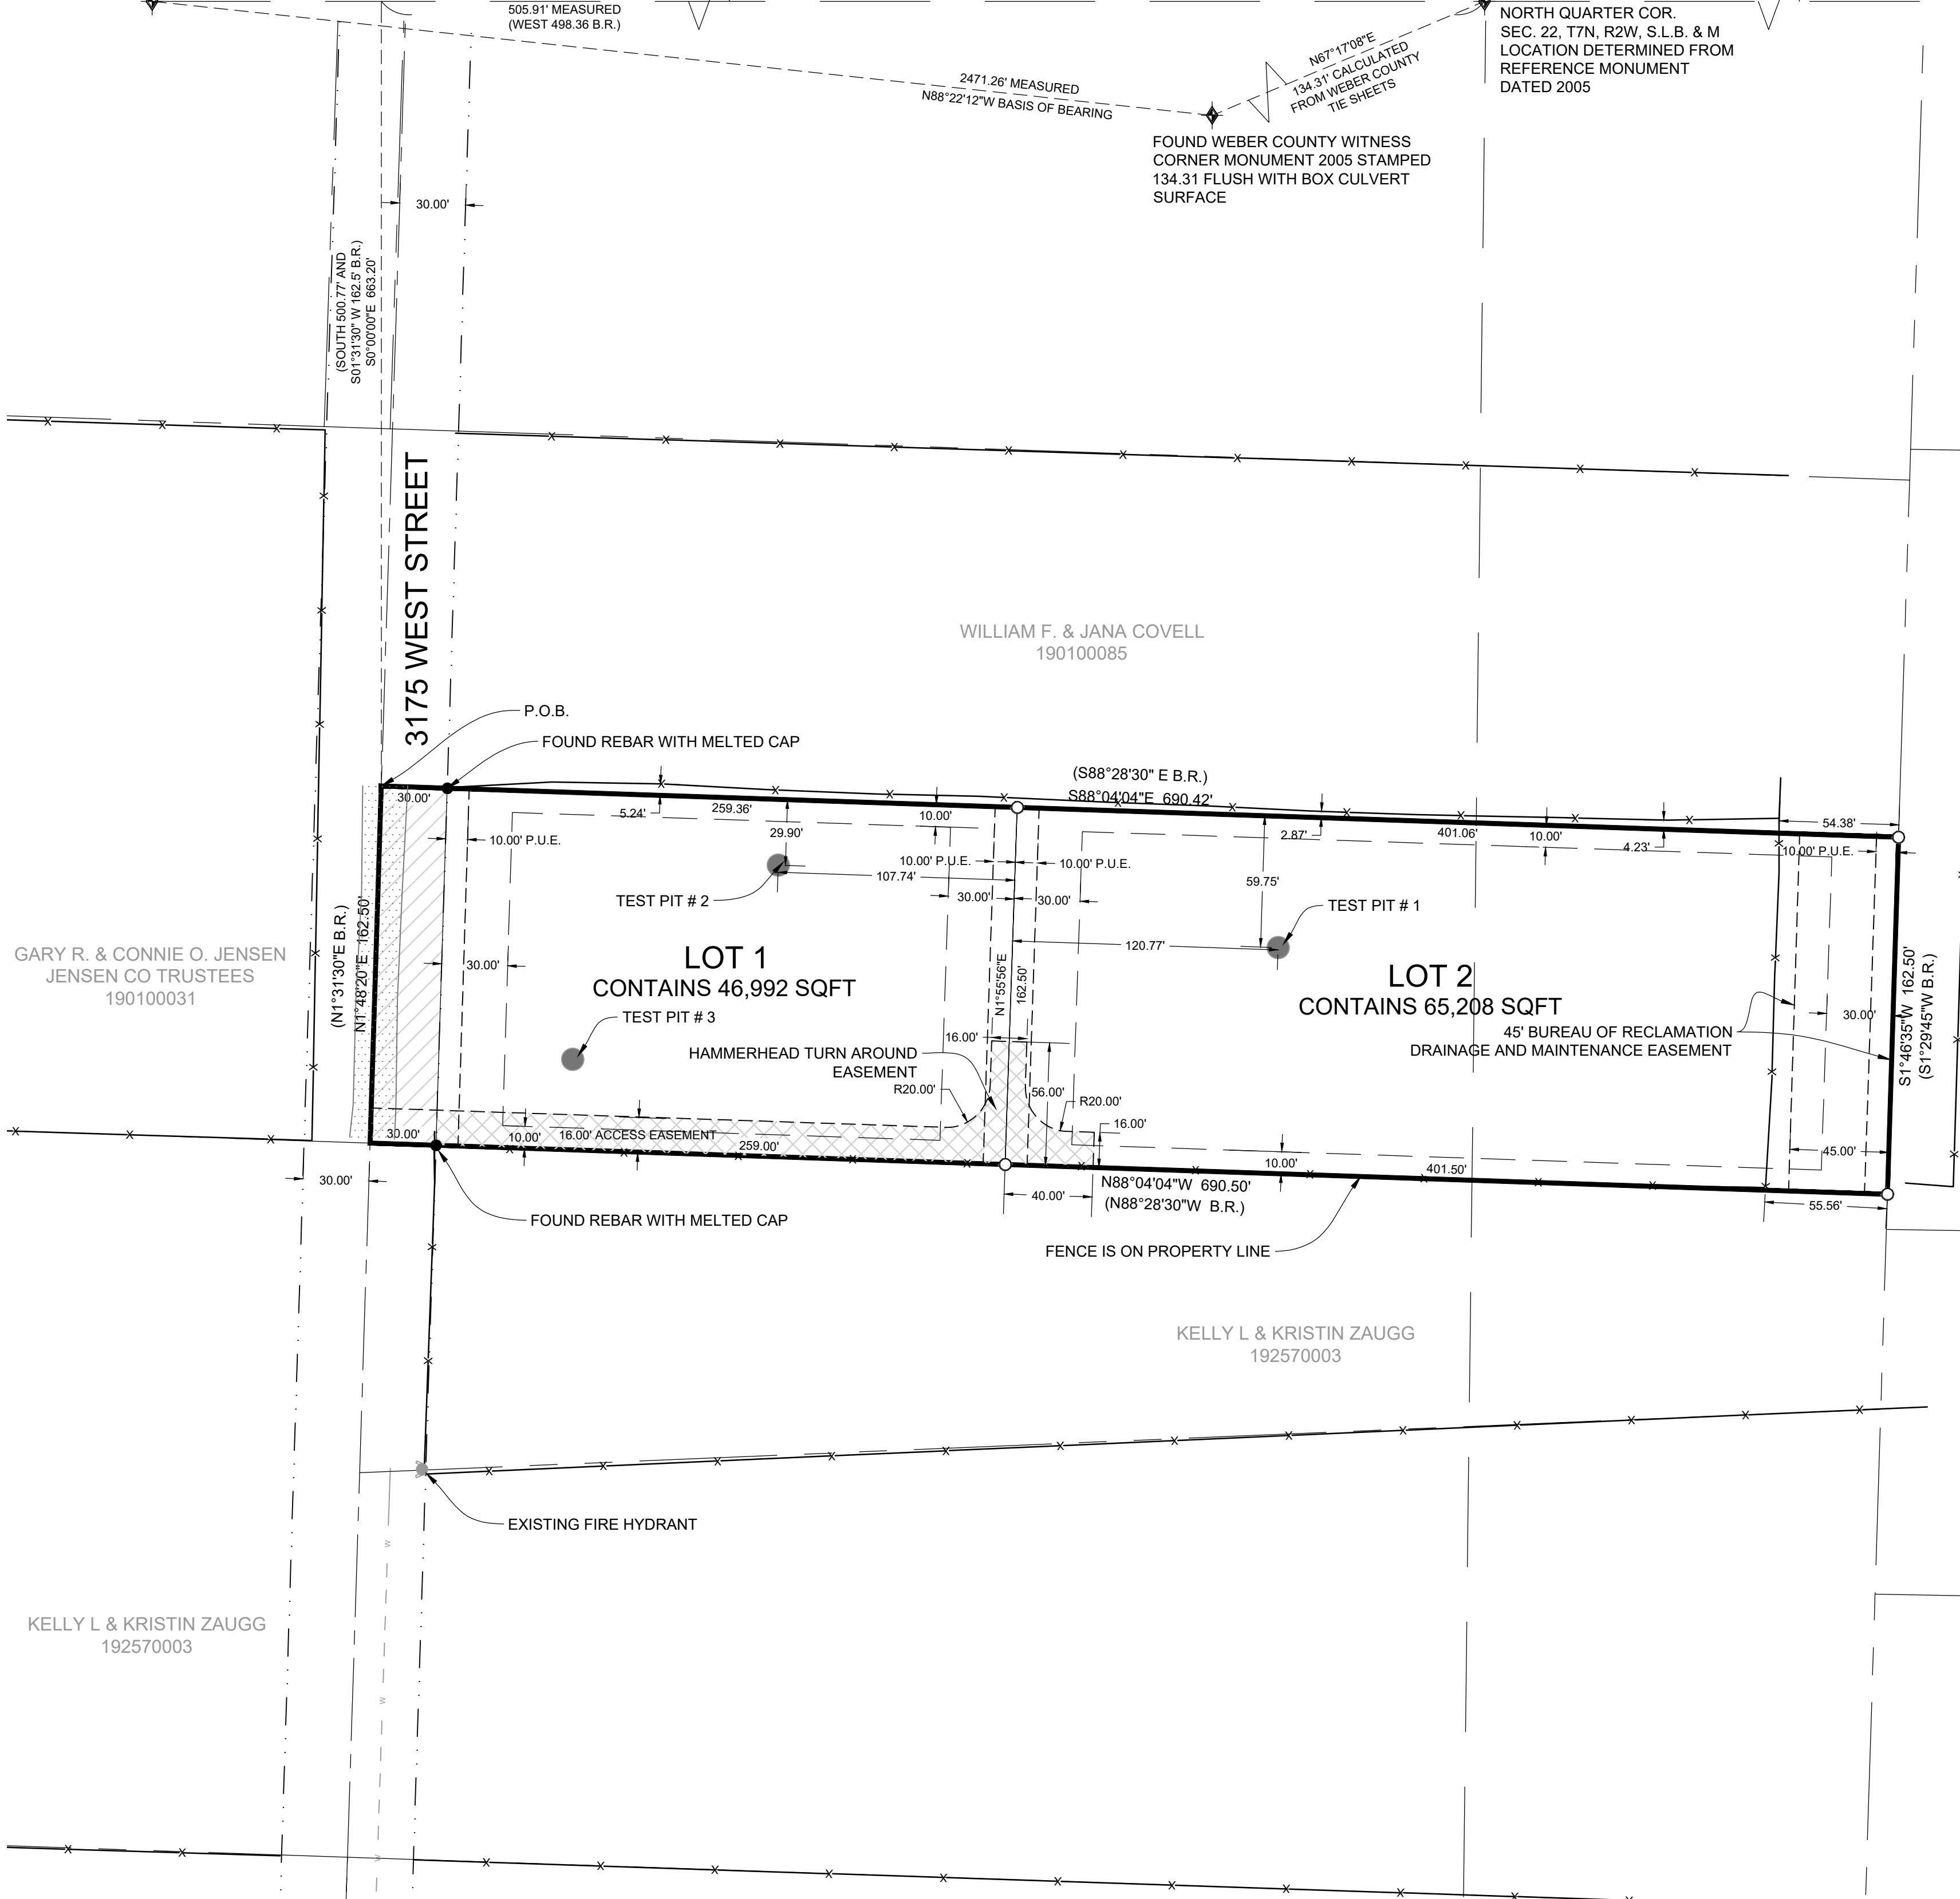 505.91' MEASURED
(WEST 498.36 B.R.)
2471.26' MEASURED
N88°22'12"W BASIS OF BEARING
N67°17'08"E
134.31' CALCULATED
FROM WEBER COUNTY
TIE SHEETS
NORTH QUARTER COR.
SEC. 22, T7N, R2W, S.L.B. & M
LOCATION DETERMINED FROM
REFERENCE MONUMENT
DATED 2005
FOUND WEBER COUNTY WITNESS
CORNER MONUMENT 2005 STAMPED
134.31 FLUSH WITH BOX CULVERT
SURFACE
30.00'
(SOUTH 500.77' AND
S01°31'30" W 162.5' B.R.)
S0°00'00"E 663.20'
3175 WEST STREET
WILLIAM F. & JANA COVELL
190100085
P.O.B.
FOUND REBAR WITH MELTED CAP
(S88°28'30" E B.R.)
S88°04'04"E 690.42'
30.00'
5.24'
259.36'
10.00'
2.87'
401.06'
10.00'
4.23'
54.38'
10.00' P.U.E.
29.90'
10.00' P.U.E.
10.00' P.U.E.
10.00' P.U.E.
107.74'
59.75'
TEST PIT # 2
30.00'
30.00'
TEST PIT # 1
120.77'
GARY R. & CONNIE O. JENSEN
JENSEN CO TRUSTEES
190100031
(N1°31'30"E B.R.)
N1°48'20"E 162.50'
30.00'
LOT 1
CONTAINS 46,992 SQFT
N1°55'56"E
162.50'
LOT 2
CONTAINS 65,208 SQFT
TEST PIT # 3
45' BUREAU OF RECLAMATION
DRAINAGE AND MAINTENANCE EASEMENT
30.00'
S1°46'35"W 162.50'
(S1°29'45"W B.R.)
HAMMERHEAD TURN AROUND
EASEMENT
16.00'
R20.00'
56.00'
R20.00'
16.00'
30.00'
10.00'
16.00' ACCESS EASEMENT
259.00'
10.00'
401.50'
45.00'
30.00'
40.00'
N88°04'04"W 690.50'
(N88°28'30"W B.R.)
55.56'
FOUND REBAR WITH MELTED CAP
FENCE IS ON PROPERTY LINE
KELLY L & KRISTIN ZAUGG
192570003
EXISTING FIRE HYDRANT
W
KELLY L & KRISTIN ZAUGG
192570003
W
W